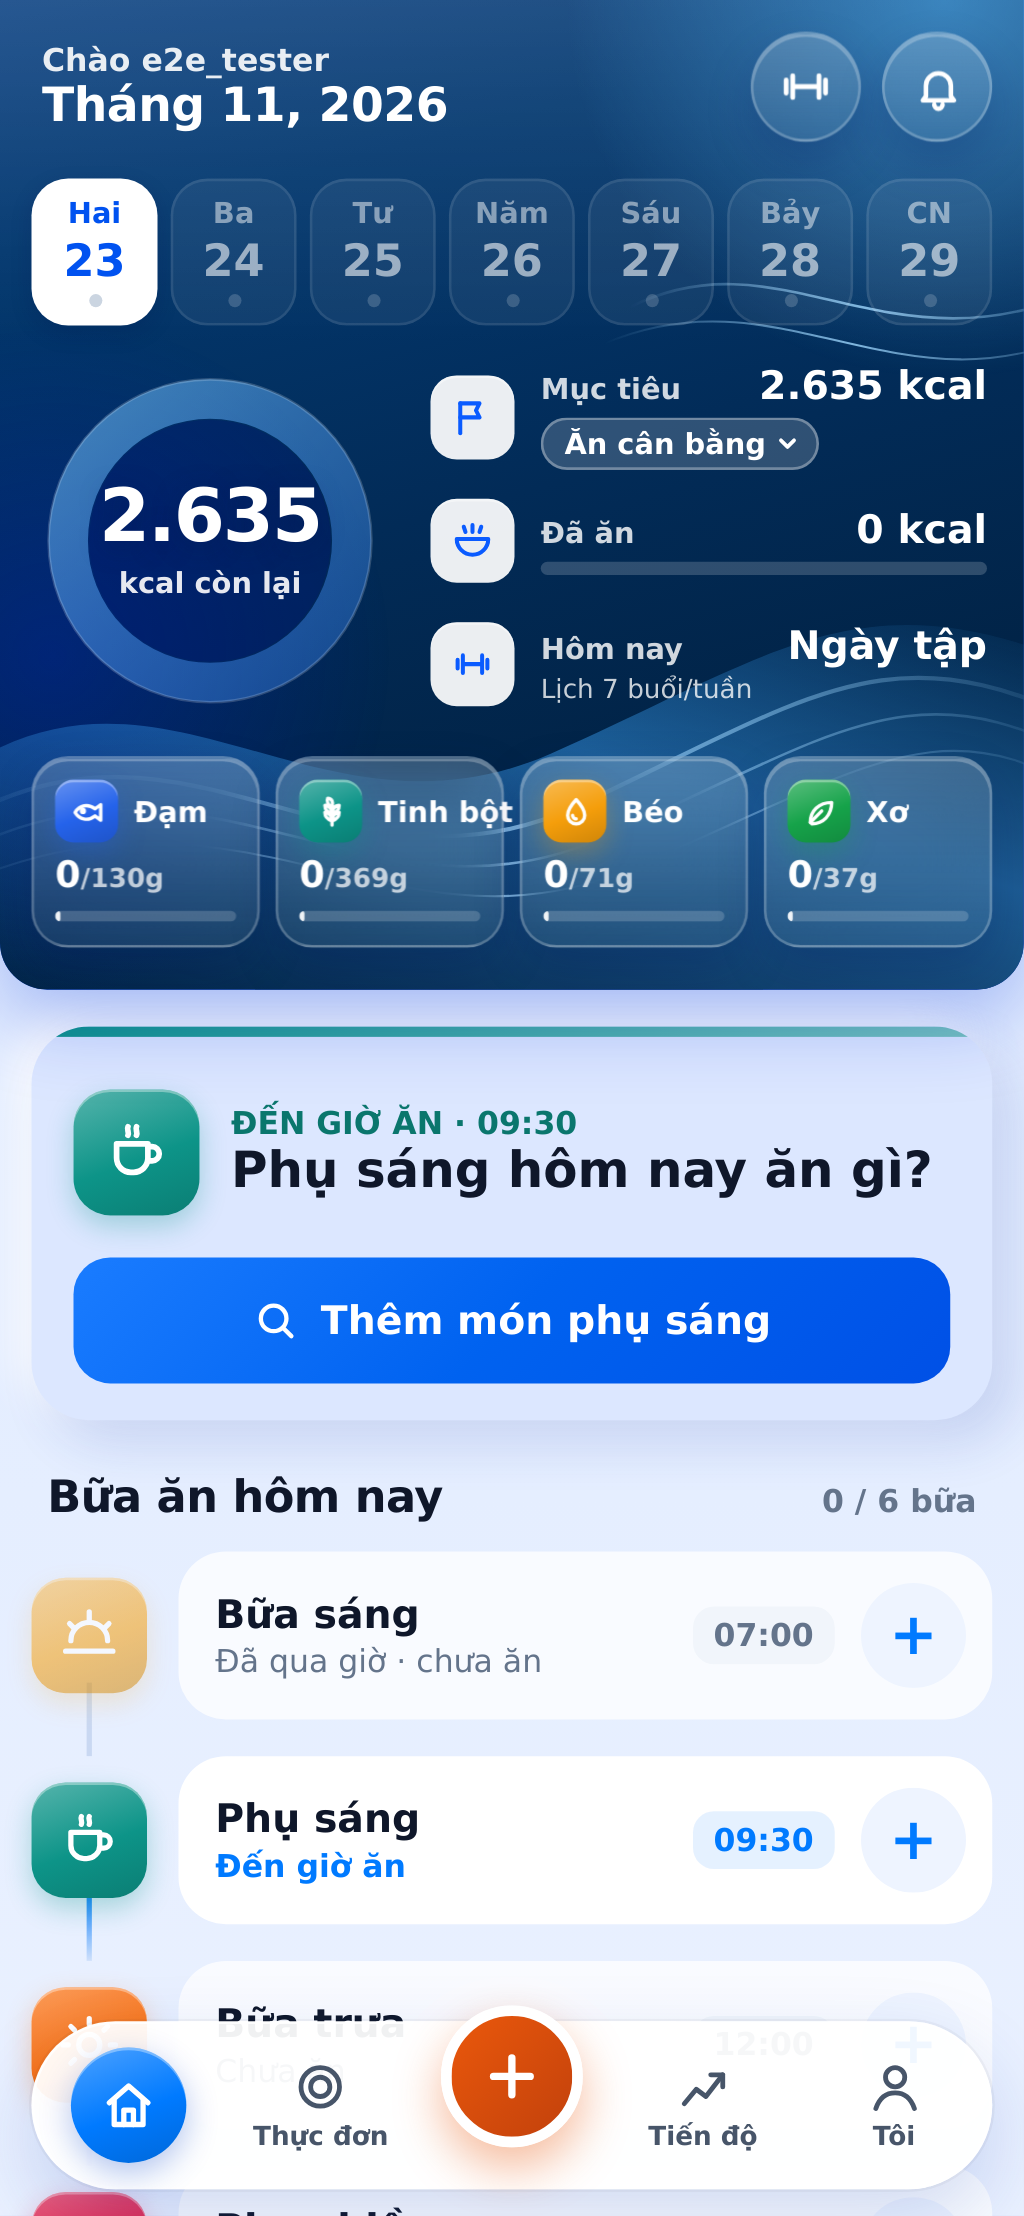 Chào e2e_tester
Tháng 11, 2026
Hai Ba Tư Năm Sáu Bảy CN
23 24 25 26 27 28 29
Mục tiêu 2.635 kcal
Ăn cân bằng
2.635
kcal còn lại
Đã ăn 0 kcal
Hôm nay Ngày tập
Lịch 7 buổi/tuần
Đạm Tinh bột Béo Xơ
0/130g 0/369g 0/71g 0/37g
ĐẾN GIỜ ĂN · 09:30
Phụ sáng hôm nay ăn gì?
Thêm món phụ sáng
Bữa ăn hôm nay 0 / 6 bữa
Bữa sáng 07:00
Đã qua giờ · chưa ăn
Phụ sáng 09:30
Đến giờ ăn
Bữa trưa 12:00
Chưa
Thực đơn Tiến độ Tôi